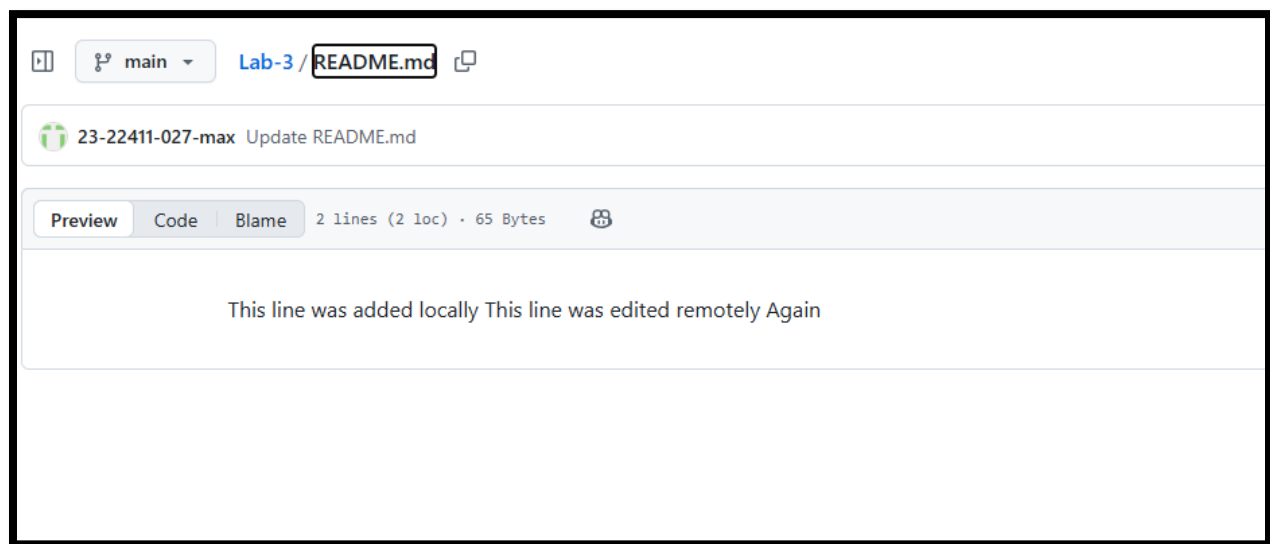 main Lab-3 / README.md
23-22411-027-max Update README.md
Preview Code Blame 2 lines (2 loc) · 65 Bytes
This line was added locally This line was edited remotely Again